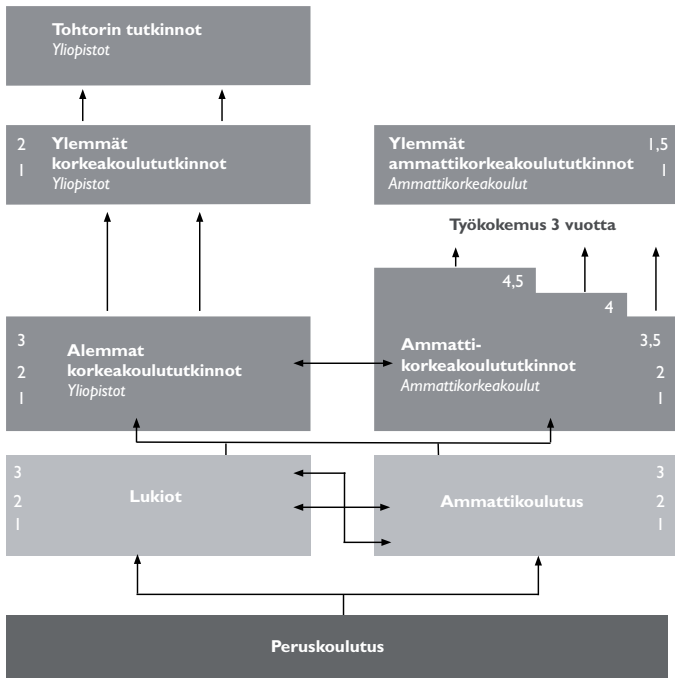 Tohtorin tutkinnot
Yliopistot
2
1
Ylemmät
korkeakoulututkinnot
Yliopistot
Ylemmät
ammattikorkeakoulututkinnot
Ammattikorkeakoulut
1,5
1
Työkokemus 3 vuotta
3
2
1
Alemmat
korkeakoulututkinnot
Yliopistot
4,5
4
3,5
2
1
Ammatti-
korkeakoulututkinnot
Ammattikorkeakoulut
3
2
1
Lukiot
Ammattikoulutus
3
2
1
Peruskoulutus